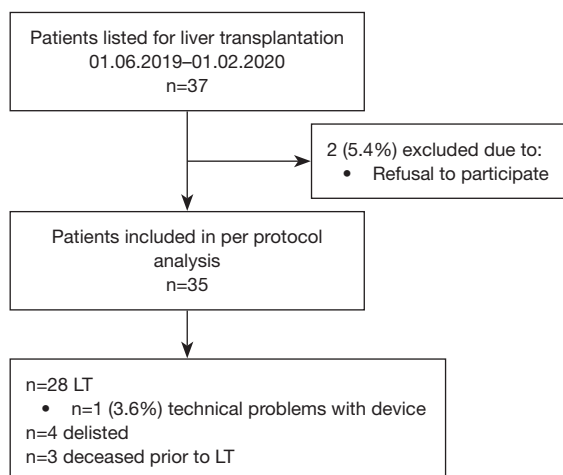 Patients listed for liver transplantation
01.06.2019–01.02.2020
n=37
2 (5.4%) excluded due to:
• Refusal to participate
Patients included in per protocol
analysis
n=35
n=28 LT
• n=1 (3.6%) technical problems with device
n=4 delisted
n=3 deceased prior to LT